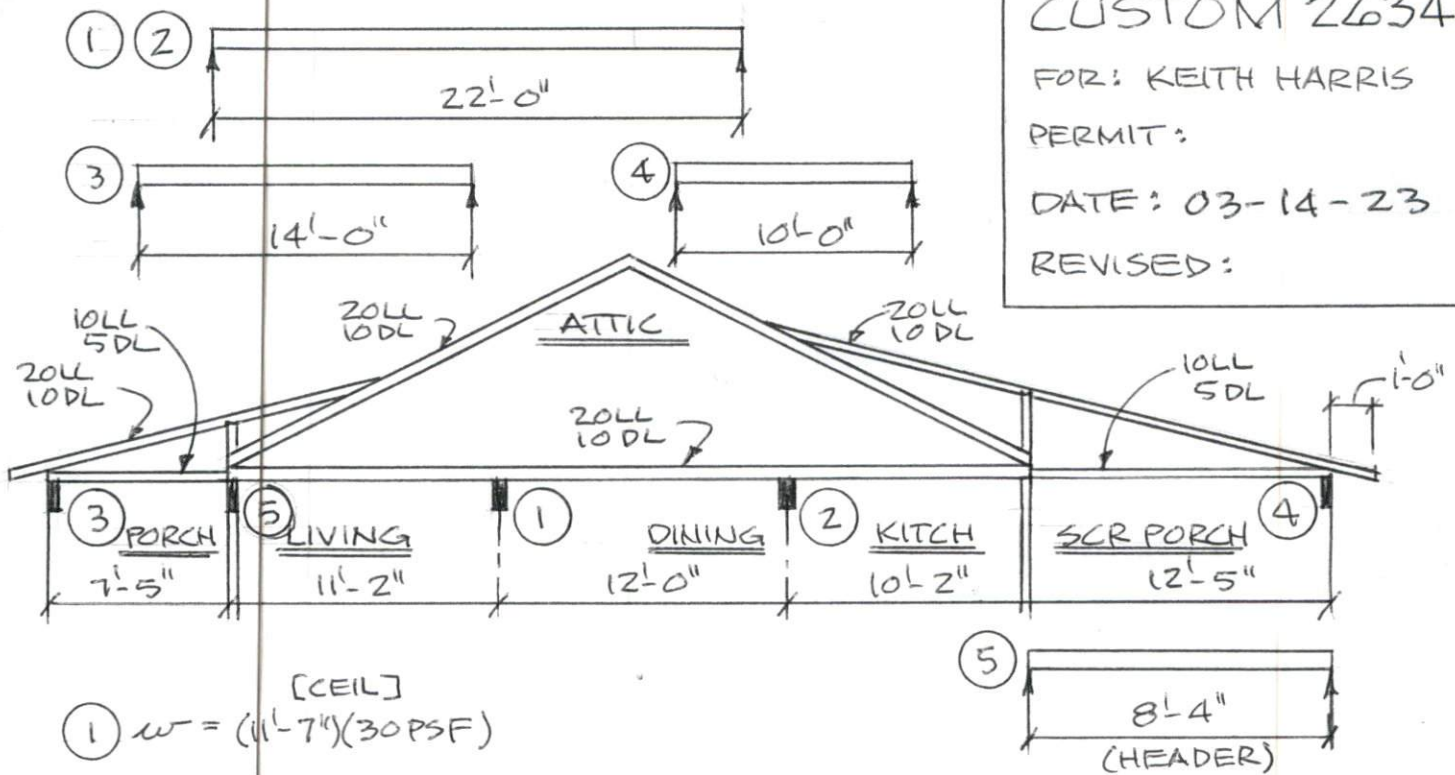 CUSTOM 2634
FOR: KEITH HARRIS
PERMIT:
DATE: 03-14-23
REVISED:
1 2
22'-0"
3
14'-0"
4
10'-0"
10LL
5DL
20LL
10DL
20LL
10DL
ATTIC
20LL
10DL
20LL
10DL
10LL
5DL
1'-0"
3 PORCH
7'-5"
5 LIVING
11'-2"
1
DINING
12'-0"
2 KITCH
10'-2"
SCR PORCH 4
12'-5"
5
8'-4"
(HEADER)
[CEIL]
1 w = (11'-7")(30PSF)